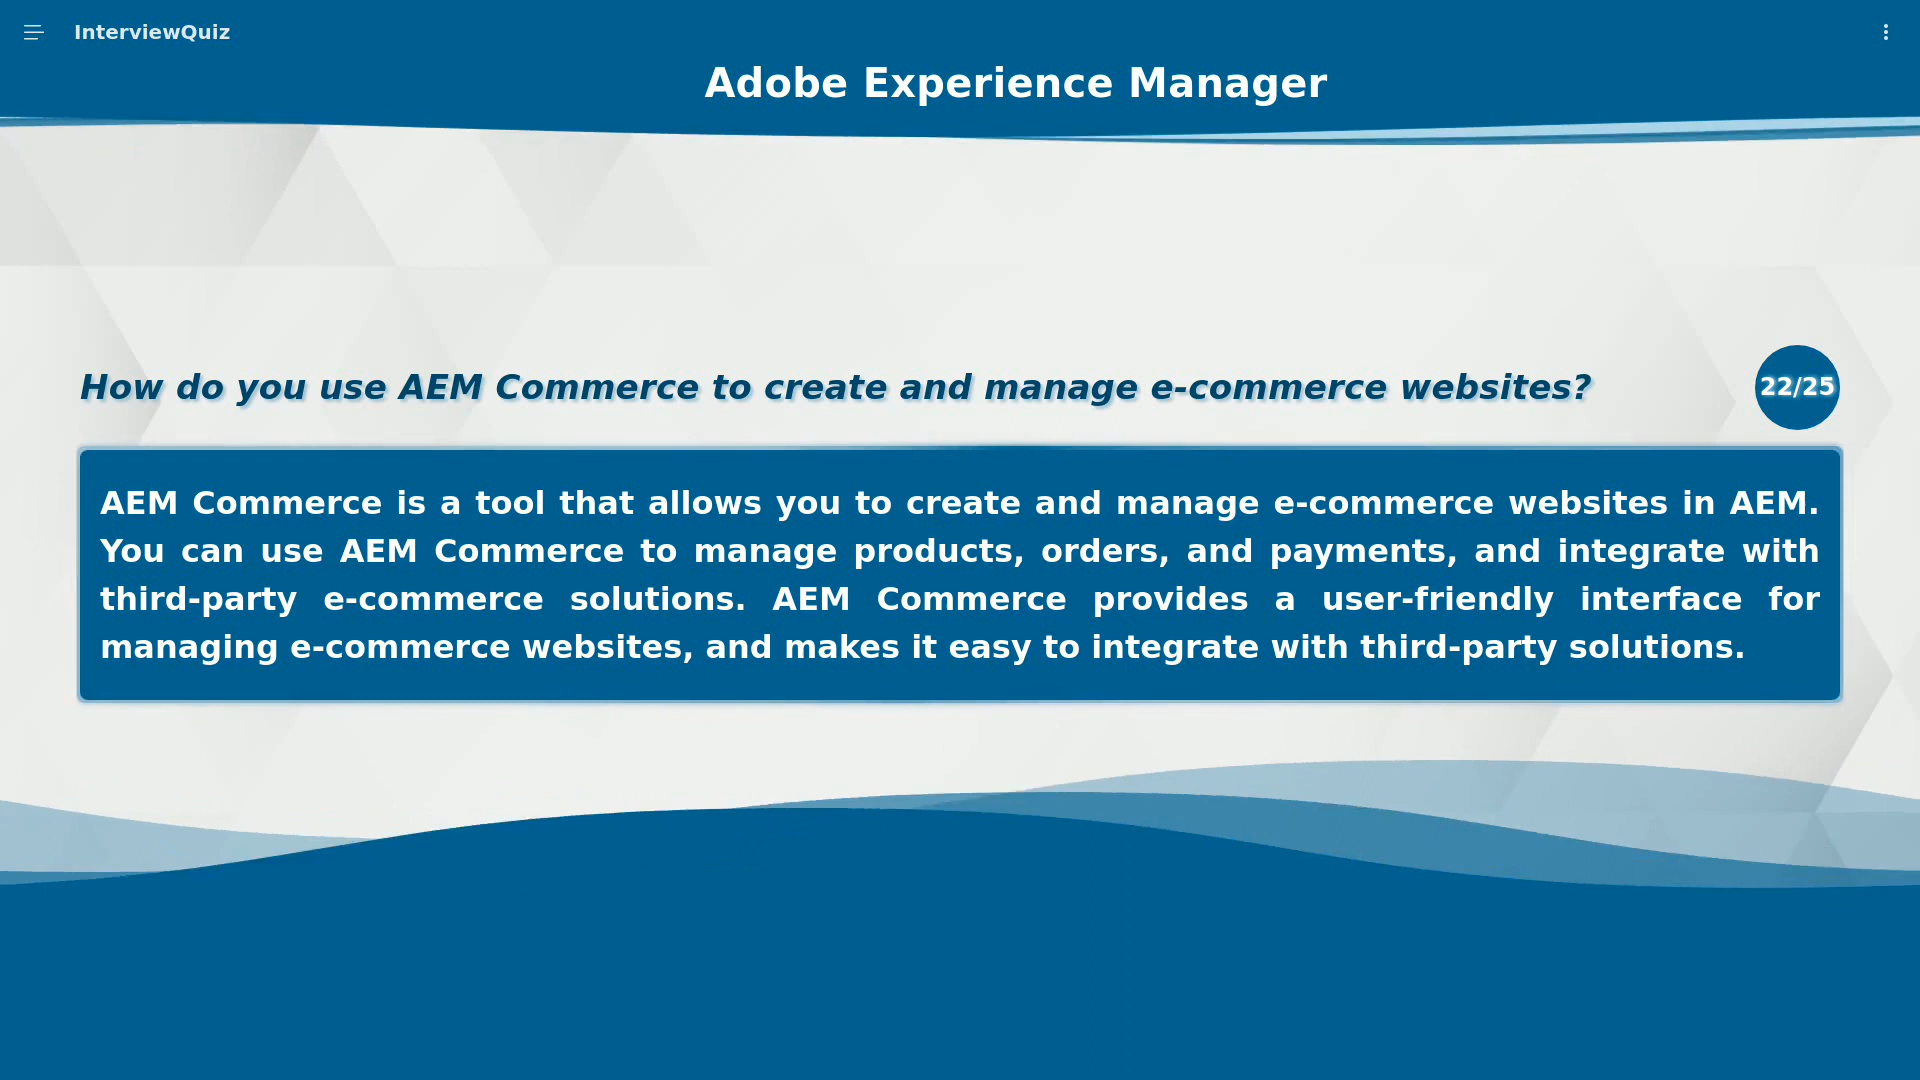 InterviewQuiz
Adobe Experience Manager
How do you use AEM Commerce to create and manage e-commerce websites?
22/25
AEM Commerce is a tool that allows you to create and manage e-commerce websites in AEM.
You can use AEM Commerce to manage products, orders, and payments, and integrate with
third-party e-commerce solutions. AEM Commerce provides a user-friendly interface for
managing e-commerce websites, and makes it easy to integrate with third-party solutions.